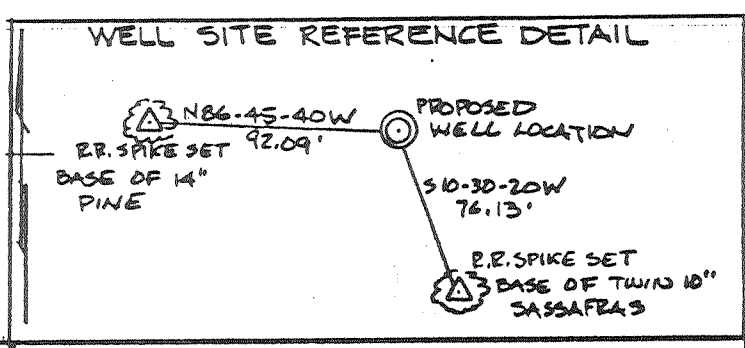 WELL SITE REFERENCE DETAIL
N86-45-40W
92.09'
R.R. SPIKE SET
BASE OF 14"
PINE
PROPOSED
WELL LOCATION
S10-30-20W
76.13'
R.R. SPIKE SET
BASE OF TWIN 10"
SASSAFRAS